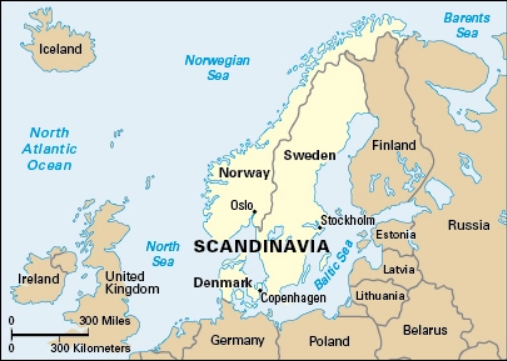 Iceland
Barents
Sea
Norwegian
Sea
North
Atlantic
Ocean
Finland
Sweden
Norway
Oslo
Stockholm
Russia
Estonia
North
Sea
SCANDINAVIA
Baltic Sea
Latvia
Ireland
United
Kingdom
Denmark
Copenhagen
Lithuania
0 300 Miles
0 300 Kilometers
Germany
Poland
Belarus